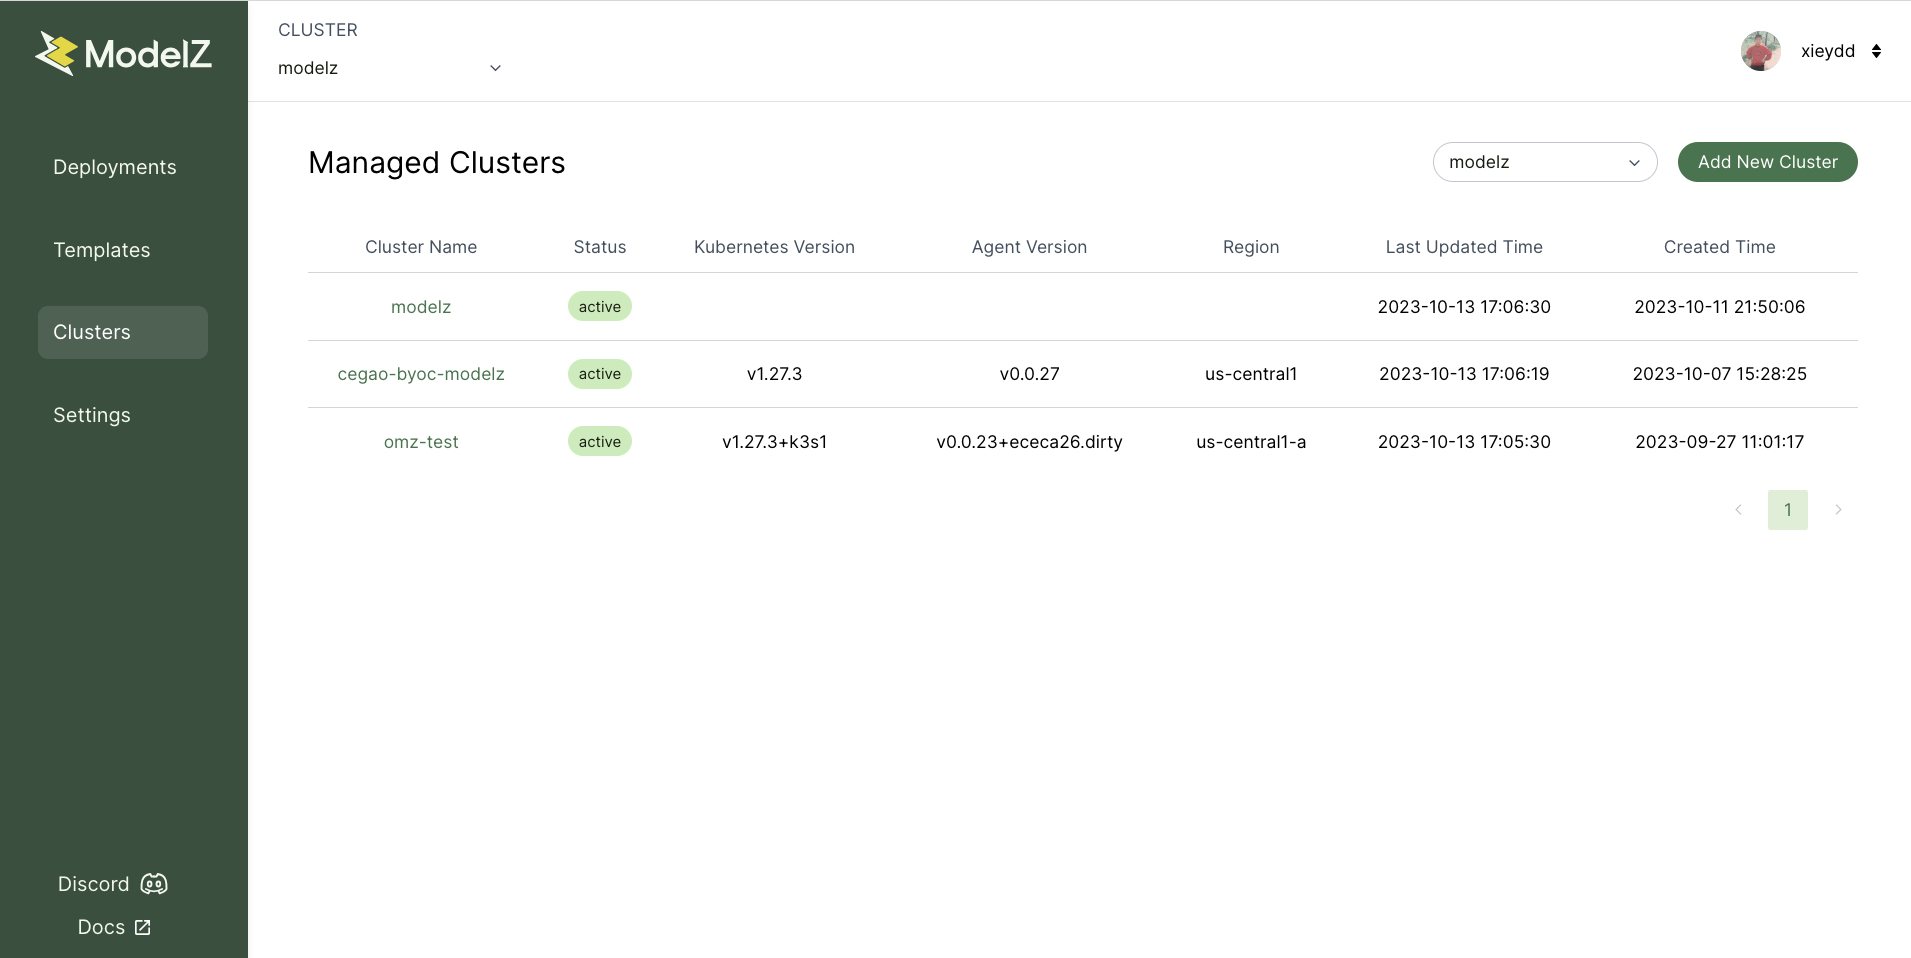 ModelZ
Deployments
Templates
Clusters
Settings
Discord
Docs
CLUSTER
modelz
xieydd
Managed Clusters
modelz
Add New Cluster
Cluster Name Status Kubernetes Version Agent Version Region Last Updated Time Created Time
modelz active 2023-10-13 17:06:30 2023-10-11 21:50:06
cegao-byoc-modelz active v1.27.3 v0.0.27 us-central1 2023-10-13 17:06:19 2023-10-07 15:28:25
omz-test active v1.27.3+k3s1 v0.0.23+ececa26.dirty us-central1-a 2023-10-13 17:05:30 2023-09-27 11:01:17
1